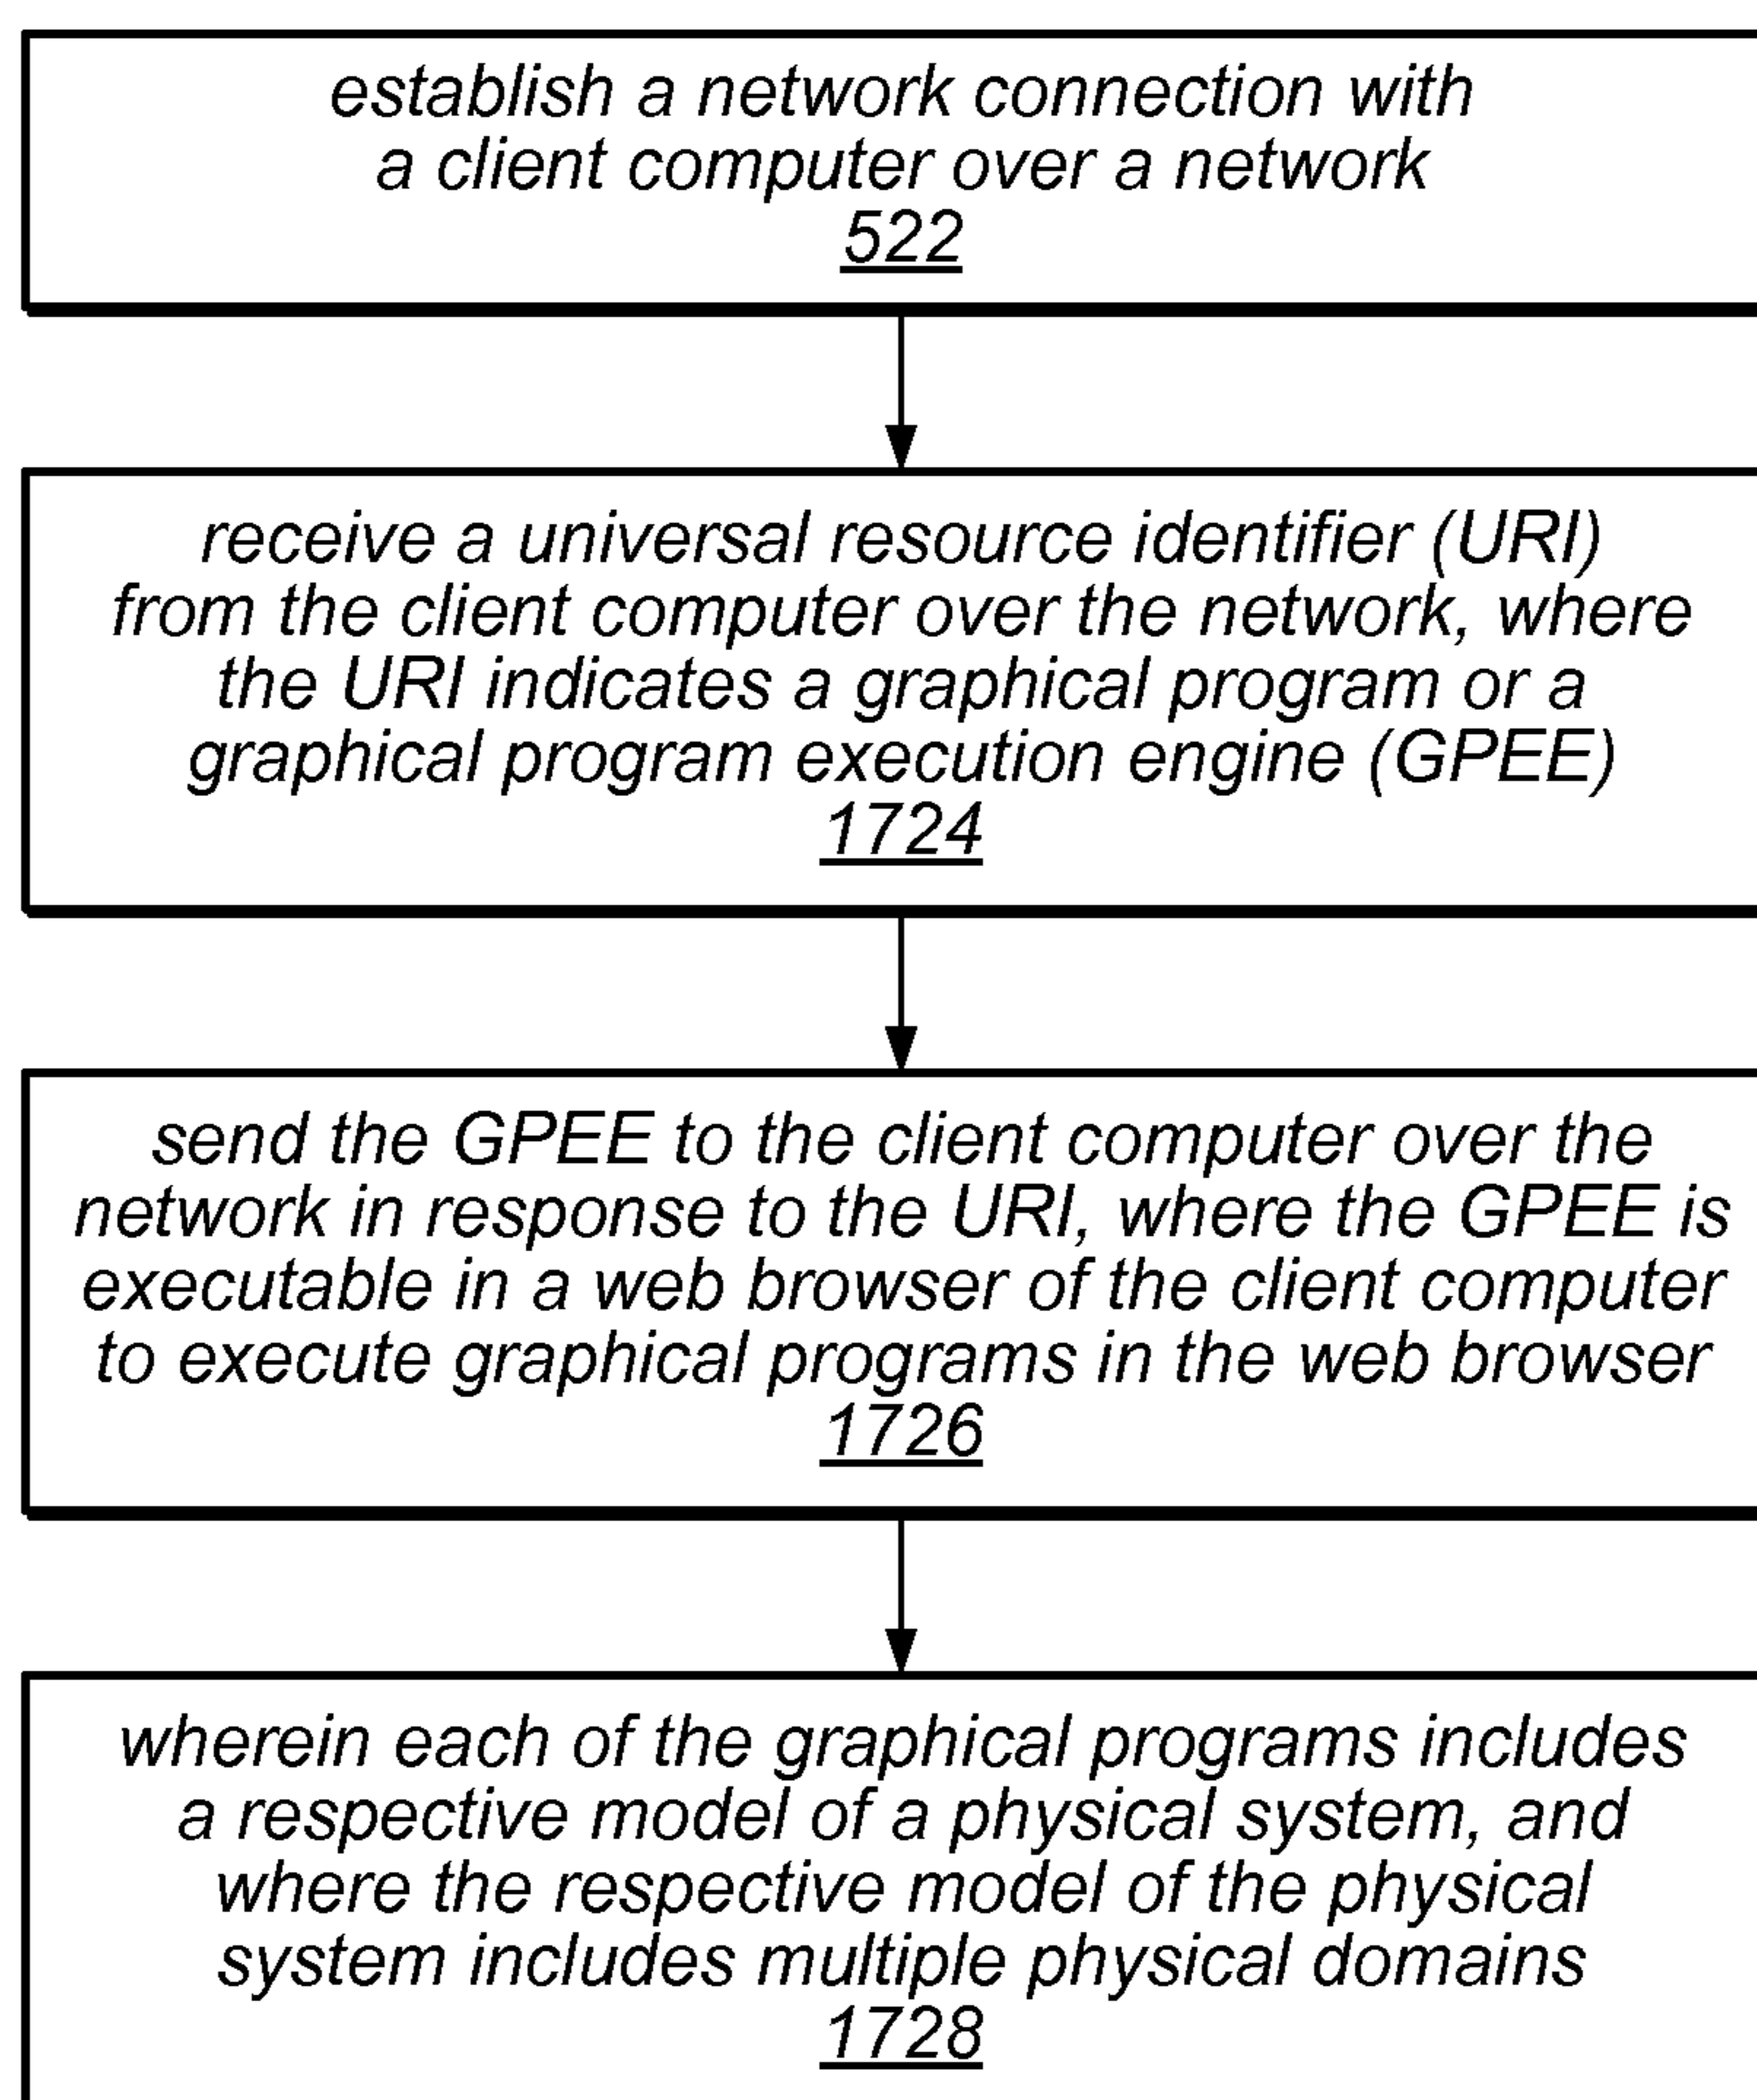 establish a network connection with
a client computer over a network
522
receive a universal resource identifier (URI)
from the client computer over the network, where
the URI indicates a graphical program or a
graphical program execution engine (GPEE)
1724
send the GPEE to the client computer over the
network in response to the URI, where the GPEE is
executable in a web browser of the client computer
to execute graphical programs in the web browser
1726
wherein each of the graphical programs includes
a respective model of a physical system, and
where the respective model of the physical
system includes multiple physical domains
1728